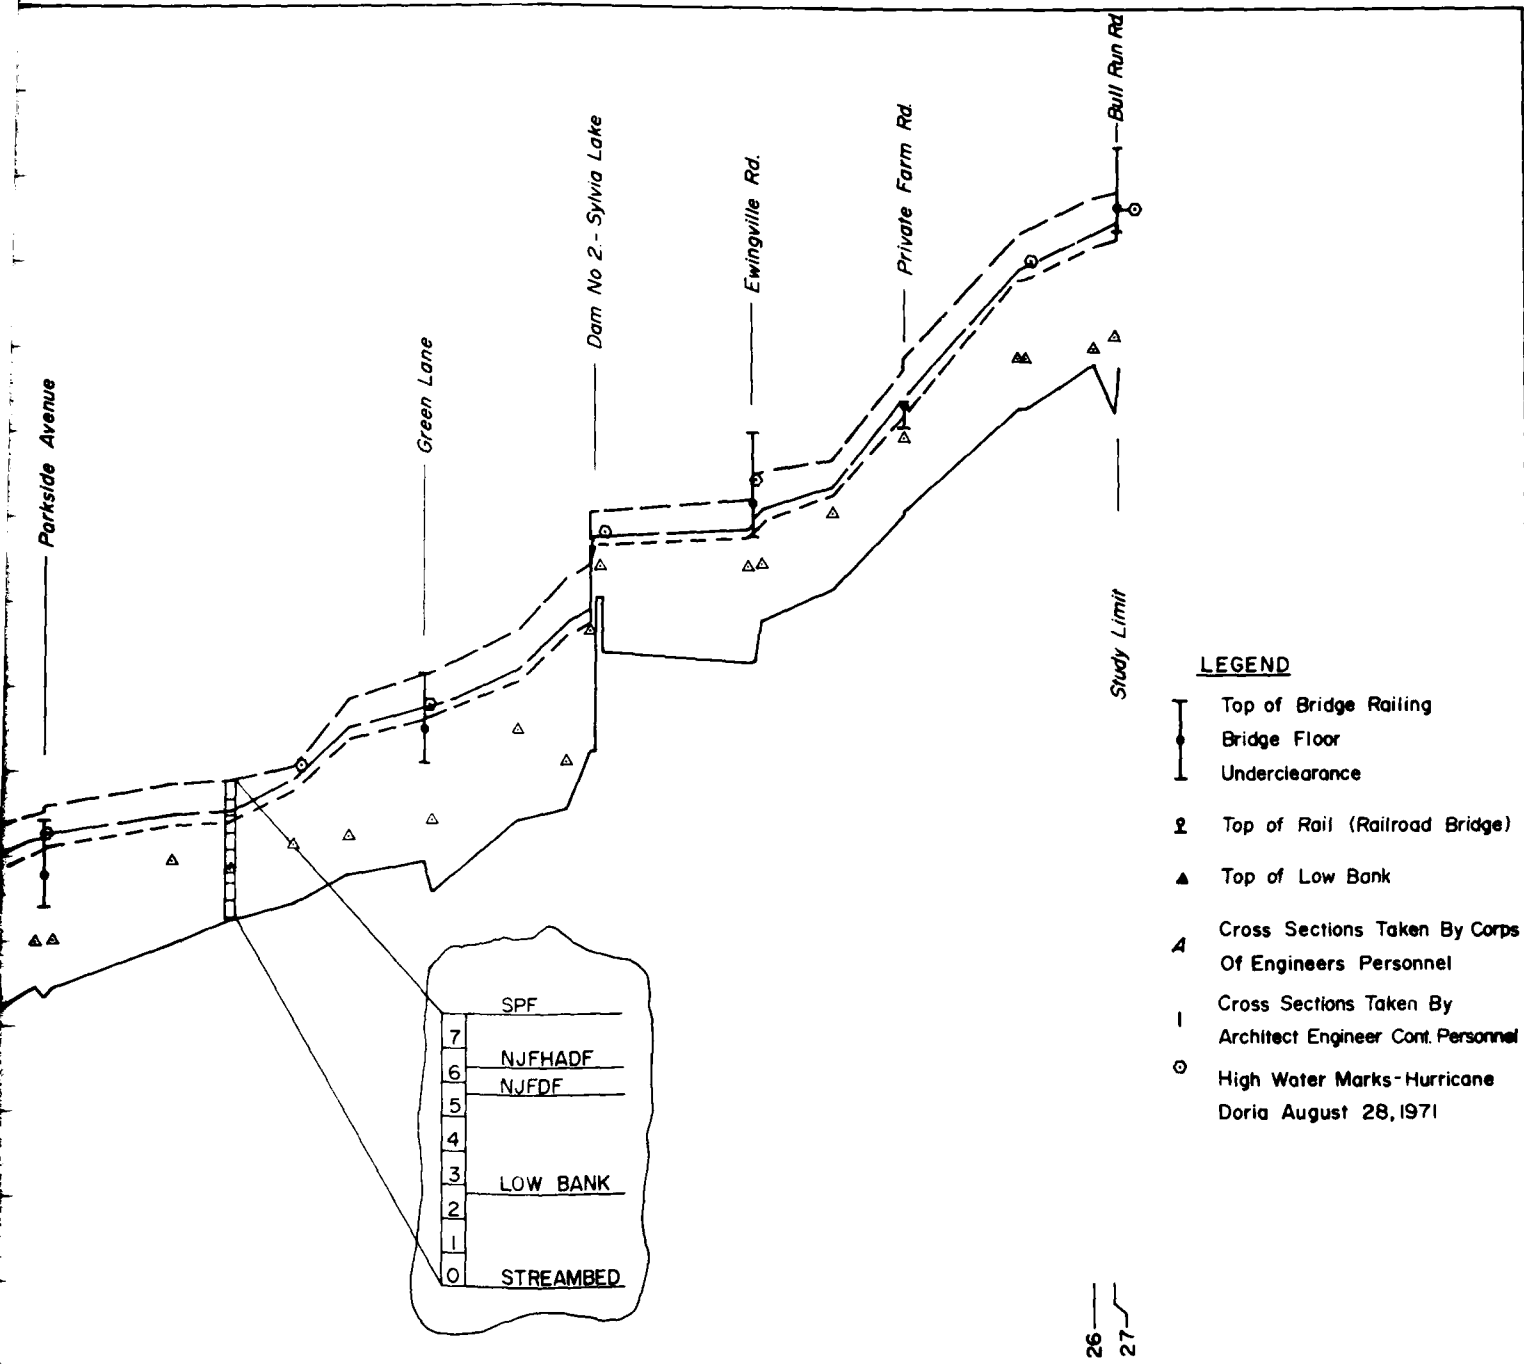 Parkside Avenue
Green Lane
Dam No 2.- Sylvia Lake
Ewingville Rd.
Private Farm Rd.
Bull Run Rd
Study Limit
LEGEND
Top of Bridge Railing
Bridge Floor
Underclearance
Top of Rail (Railroad Bridge)
Top of Low Bank
A
Cross Sections Taken By Corps
Of Engineers Personnel
I
Cross Sections Taken By
Architect Engineer Cont. Personnel
High Water Marks-Hurricane
Doria August 28, 1971
SPF
7
NJFHADF
6
NJFDF
5
4
3
LOW BANK
2
1
0
STREAMBED
26
27